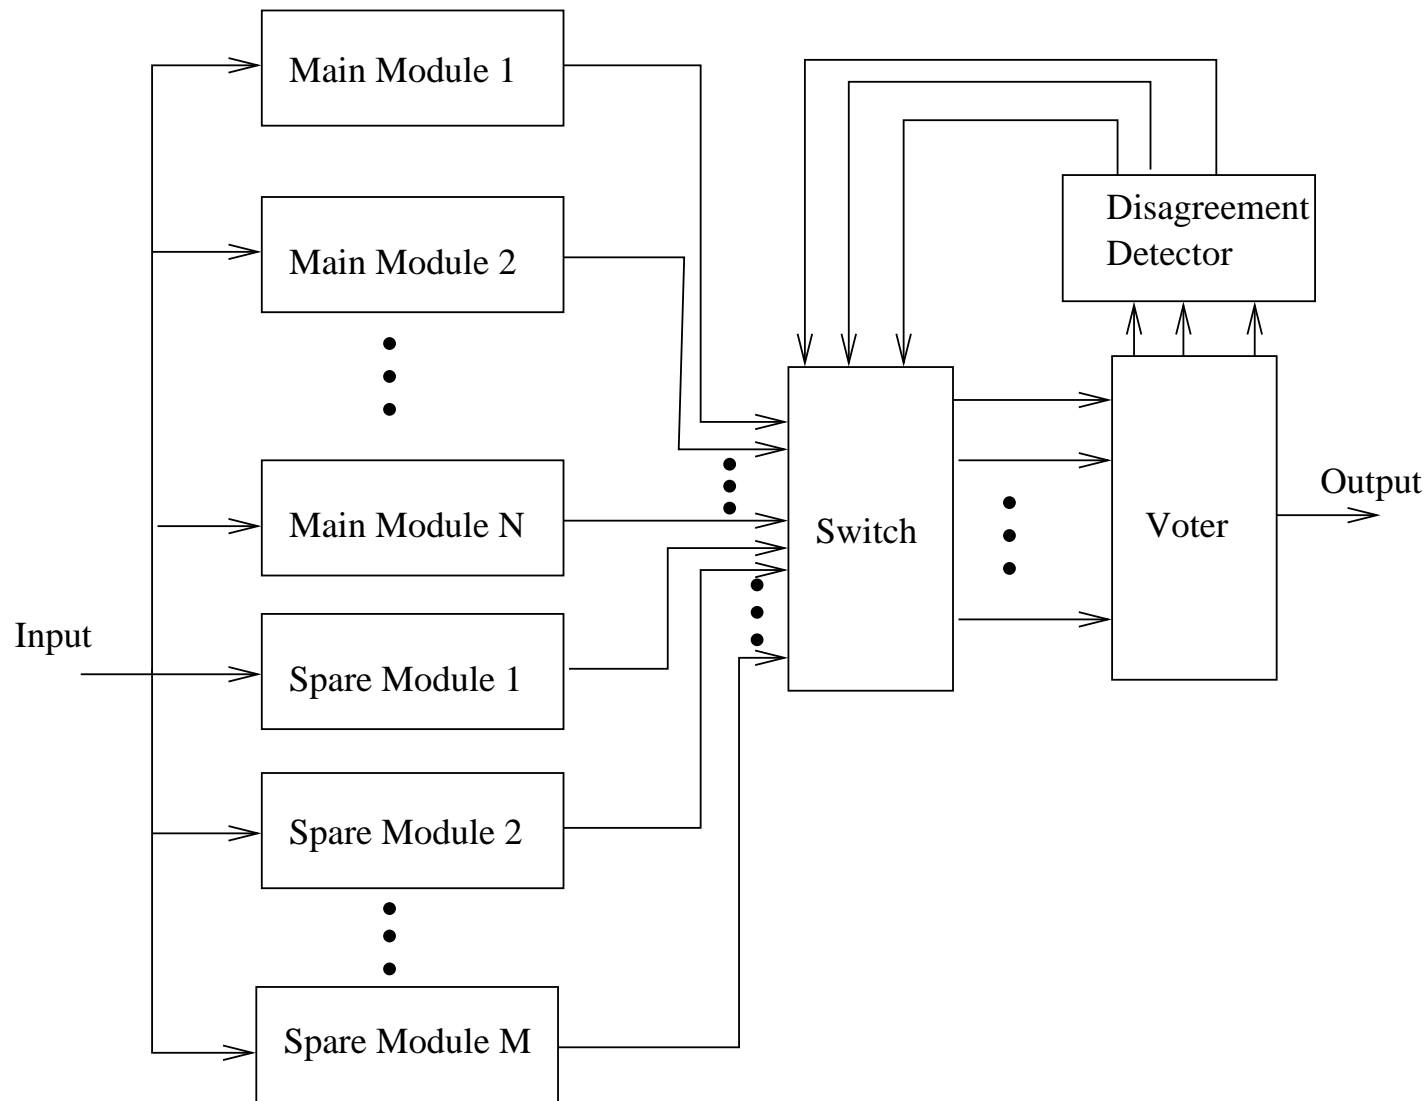 Main Module 1
Main Module 2
Main Module N
Spare Module 1
Spare Module 2
Spare Module M
Input
Switch
Disagreement
Detector
Voter
Output